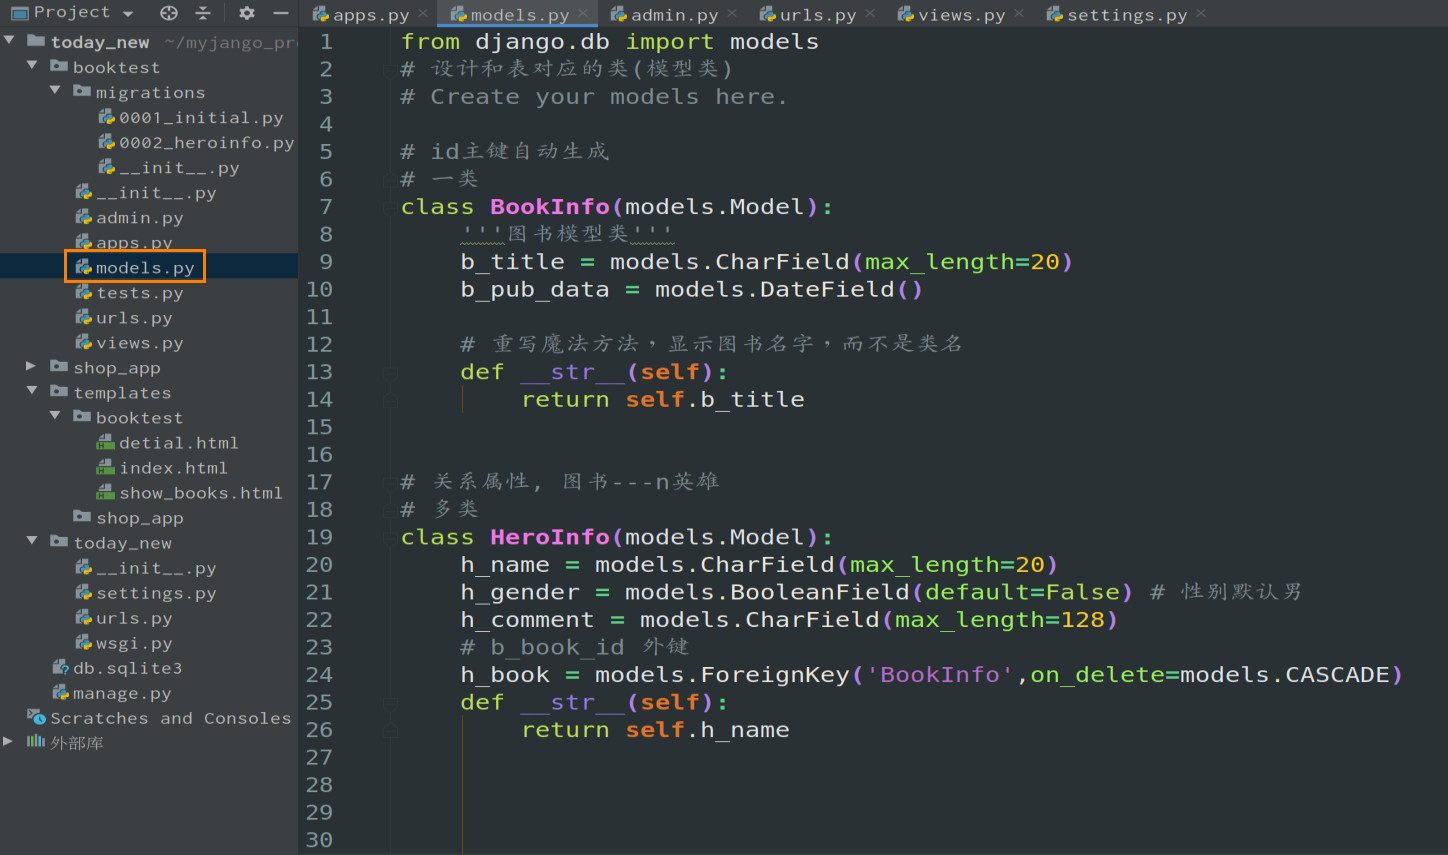 Project
today_new ~/myjango_pr
booktest
migrations
0001_initial.py
0002_heroinfo.py
__init__.py
__init__.py
admin.py
apps.py
models.py
tests.py
urls.py
views.py
shop_app
templates
booktest
detial.html
index.html
show_books.html
shop_app
today_new
__init__.py
settings.py
urls.py
wsgi.py
db.sqlite3
manage.py
Scratches and Consoles
外部库
apps.py models.py admin.py urls.py views.py settings.py
1 from django.db import models
2 # 设计和表对应的类(模型类)
3 # Create your models here.
4
5 # id主键自动生成
6 # 一类
7 class BookInfo(models.Model):
8 '''图书模型类'''
9 b_title = models.CharField(max_length=20)
10 b_pub_data = models.DateField()
11
12 # 重写魔法方法，显示图书名字，而不是类名
13 def __str__(self):
14 return self.b_title
15
16
17 # 关系属性, 图书---n英雄
18 # 多类
19 class HeroInfo(models.Model):
20 h_name = models.CharField(max_length=20)
21 h_gender = models.BooleanField(default=False) # 性别默认男
22 h_comment = models.CharField(max_length=128)
23 # b_book_id 外键
24 h_book = models.ForeignKey('BookInfo',on_delete=models.CASCADE)
25 def __str__(self):
26 return self.h_name
27
28
29
30